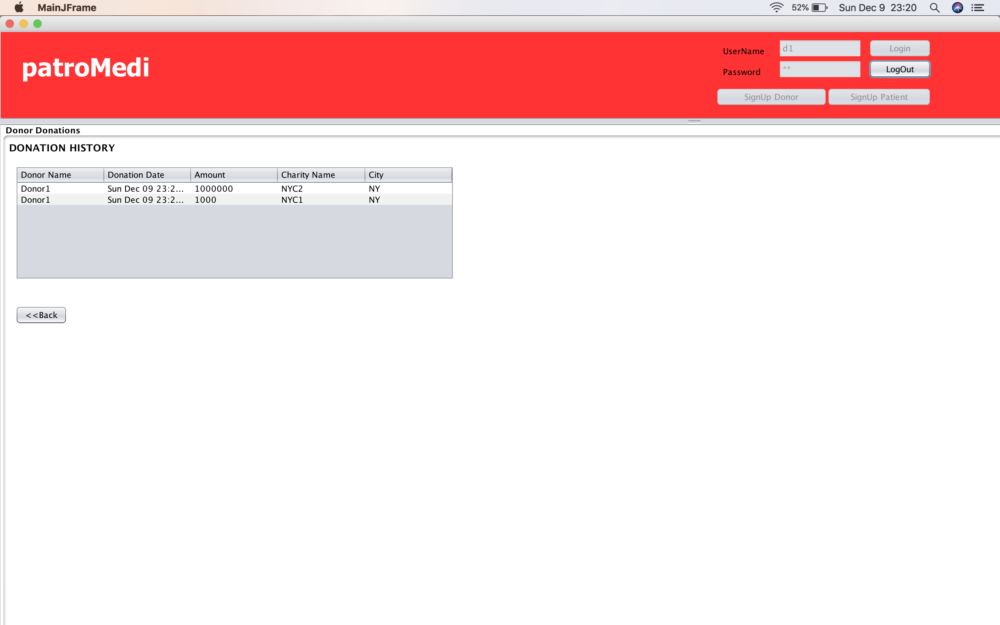 MainJFrame 52% Sun Dec 9 23:20
patroMedi
UserName d1 Login
Password ** LogOut
SignUp Donor SignUp Patient
Donor Donations
DONATION HISTORY
Donor Name Donation Date Amount Charity Name City
Donor1 Sun Dec 09 23:2... 1000000 NYC2 NY
Donor1 Sun Dec 09 23:2... 1000 NYC1 NY
<<Back